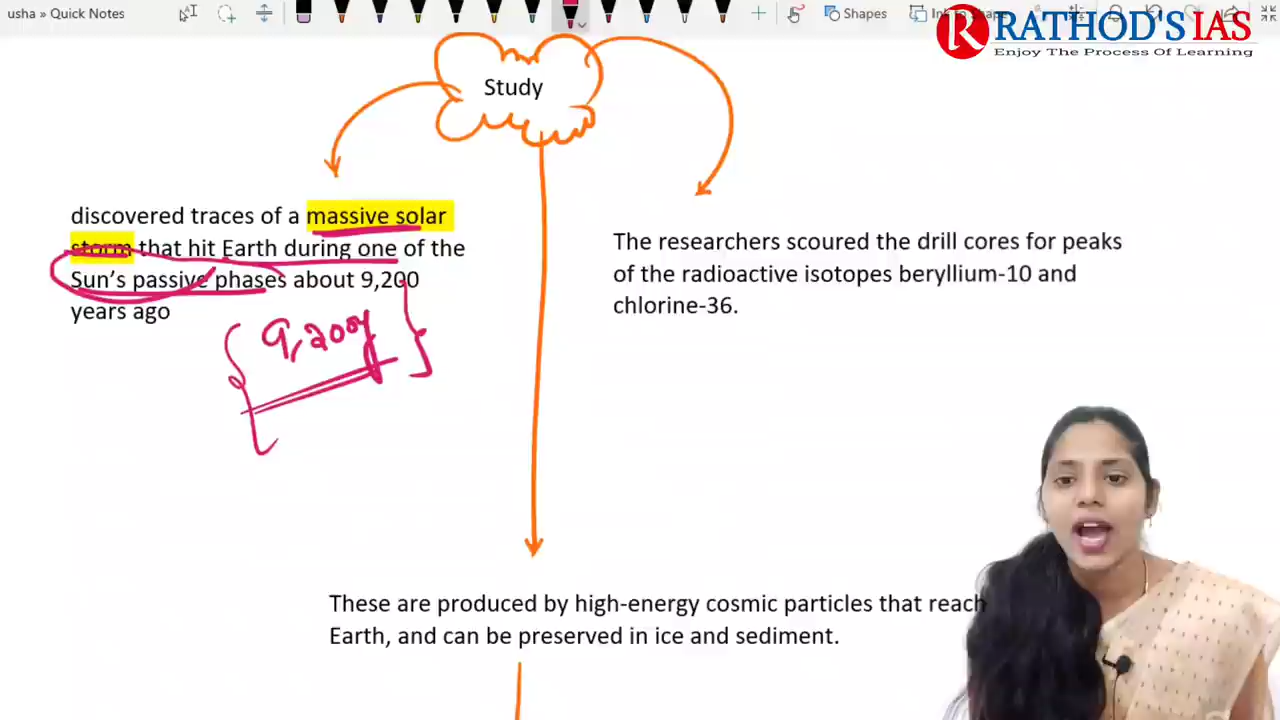 usha » Quick Notes
Shapes
RATHOD'S IAS
Enjoy The Process Of Learning
Study
discovered traces of a massive solar
storm that hit Earth during one of the
Sun's passive phases about 9,200
years ago
9,200y
The researchers scoured the drill cores for peaks
of the radioactive isotopes beryllium-10 and
chlorine-36.
These are produced by high-energy cosmic particles that reach
Earth, and can be preserved in ice and sediment.